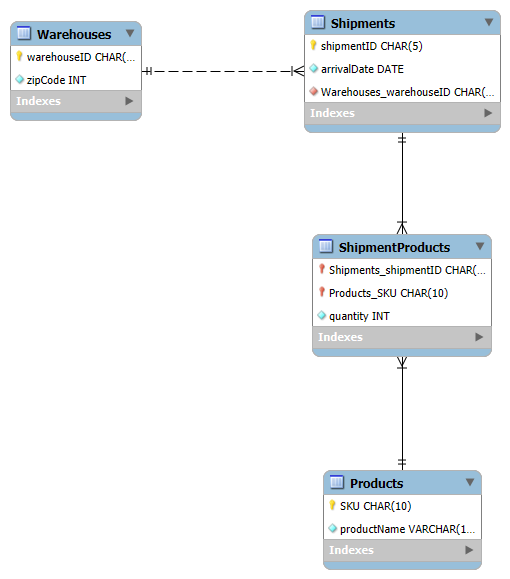 Warehouses
warehouseID CHAR(...
zipCode INT
Indexes
Shipments
shipmentID CHAR(5)
arrivalDate DATE
Warehouses_warehouseID CHAR(...
Indexes
ShipmentProducts
Shipments_shipmentID CHAR(...
Products_SKU CHAR(10)
quantity INT
Indexes
Products
SKU CHAR(10)
productName VARCHAR(1...
Indexes